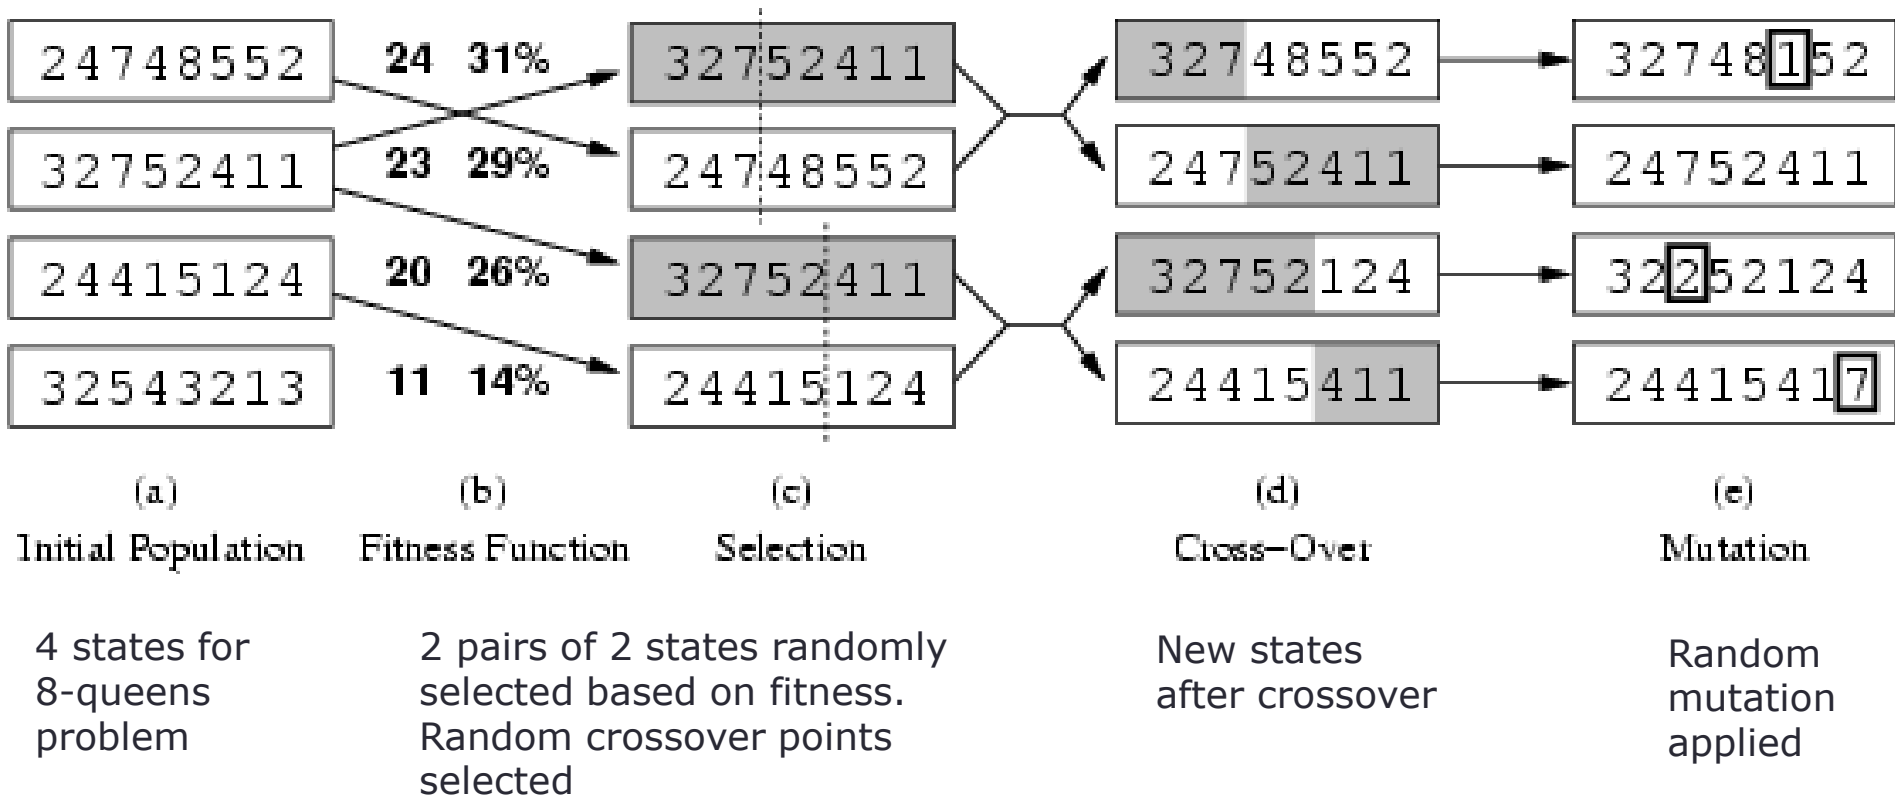 24748552 24 31% 32752411 32748552 32748152
32752411 23 29% 24748552 24752411 24752411
24415124 20 26% 32752411 32752124 32252124
32543213 11 14% 24415124 24415411 24415417
(a) (b) (c) (d) (e)
Initial Population Fitness Function Selection Cross–Over Mutation
4 states for
8-queens
problem
2 pairs of 2 states randomly
selected based on fitness.
Random crossover points
selected
New states
after crossover
Random
mutation
applied